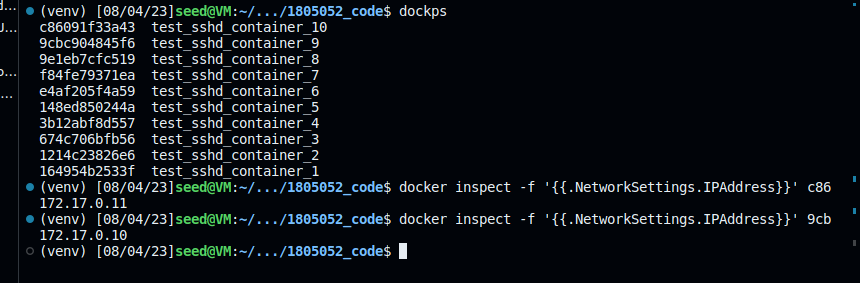 (venv) [08/04/23]seed@VM:~/.../1805052_code$ dockps
c86091f33a43  test_sshd_container_10
9cbc904845f6  test_sshd_container_9
9e1eb7cfc519  test_sshd_container_8
f84fe79371ea  test_sshd_container_7
e4af205f4a59  test_sshd_container_6
148ed850244a  test_sshd_container_5
3b12abf8d557  test_sshd_container_4
674c706bfb56  test_sshd_container_3
1214c23826e6  test_sshd_container_2
164954b2533f  test_sshd_container_1
(venv) [08/04/23]seed@VM:~/.../1805052_code$ docker inspect -f '{{.NetworkSettings.IPAddress}}' c86
172.17.0.11
(venv) [08/04/23]seed@VM:~/.../1805052_code$ docker inspect -f '{{.NetworkSettings.IPAddress}}' 9cb
172.17.0.10
(venv) [08/04/23]seed@VM:~/.../1805052_code$